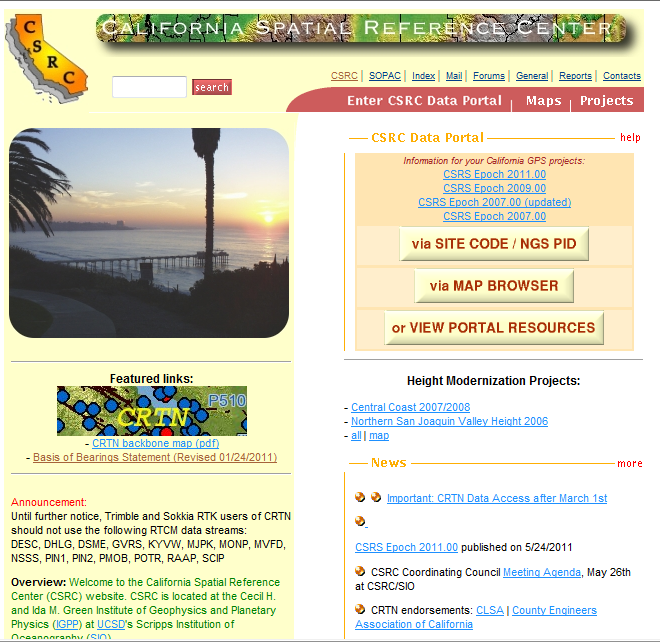 CALIFORNIA SPATIAL REFERENCE CENTER
C
S
R
C
search
CSRC | SOPAC | Index | Mail | Forums | General | Reports | Contacts
Enter CSRC Data Portal | Maps | Projects
CSRC Data Portal help
Information for your California GPS projects:
CSRS Epoch 2011.00
CSRS Epoch 2009.00
CSRS Epoch 2007.00 (updated)
CSRS Epoch 2007.00
via SITE CODE / NGS PID
via MAP BROWSER
or VIEW PORTAL RESOURCES
Featured links:
P510
CRTN
- CRTN backbone map (pdf)
- Basis of Bearings Statement (Revised 01/24/2011)
Announcement:
Until further notice, Trimble and Sokkia RTK users of CRTN
should not use the following RTCM data streams:
DESC, DHLG, DSME, GVRS, KYVW, MJPK, MONP, MVFD,
NSSS, PIN1, PIN2, PMOB, POTR, RAAP, SCIP
Overview: Welcome to the California Spatial Reference
Center (CSRC) website. CSRC is located at the Cecil H.
and Ida M. Green Institute of Geophysics and Planetary
Physics (IGPP) at UCSD's Scripps Institution of
Oceanography (SIO)
Height Modernization Projects:
- Central Coast 2007/2008
- Northern San Joaquin Valley Height 2006
- all | map
News more
Important: CRTN Data Access after March 1st
CSRS Epoch 2011.00 published on 5/24/2011
CSRC Coordinating Council Meeting Agenda, May 26th
at CSRC/SIO
CRTN endorsements: CLSA | County Engineers
Association of California